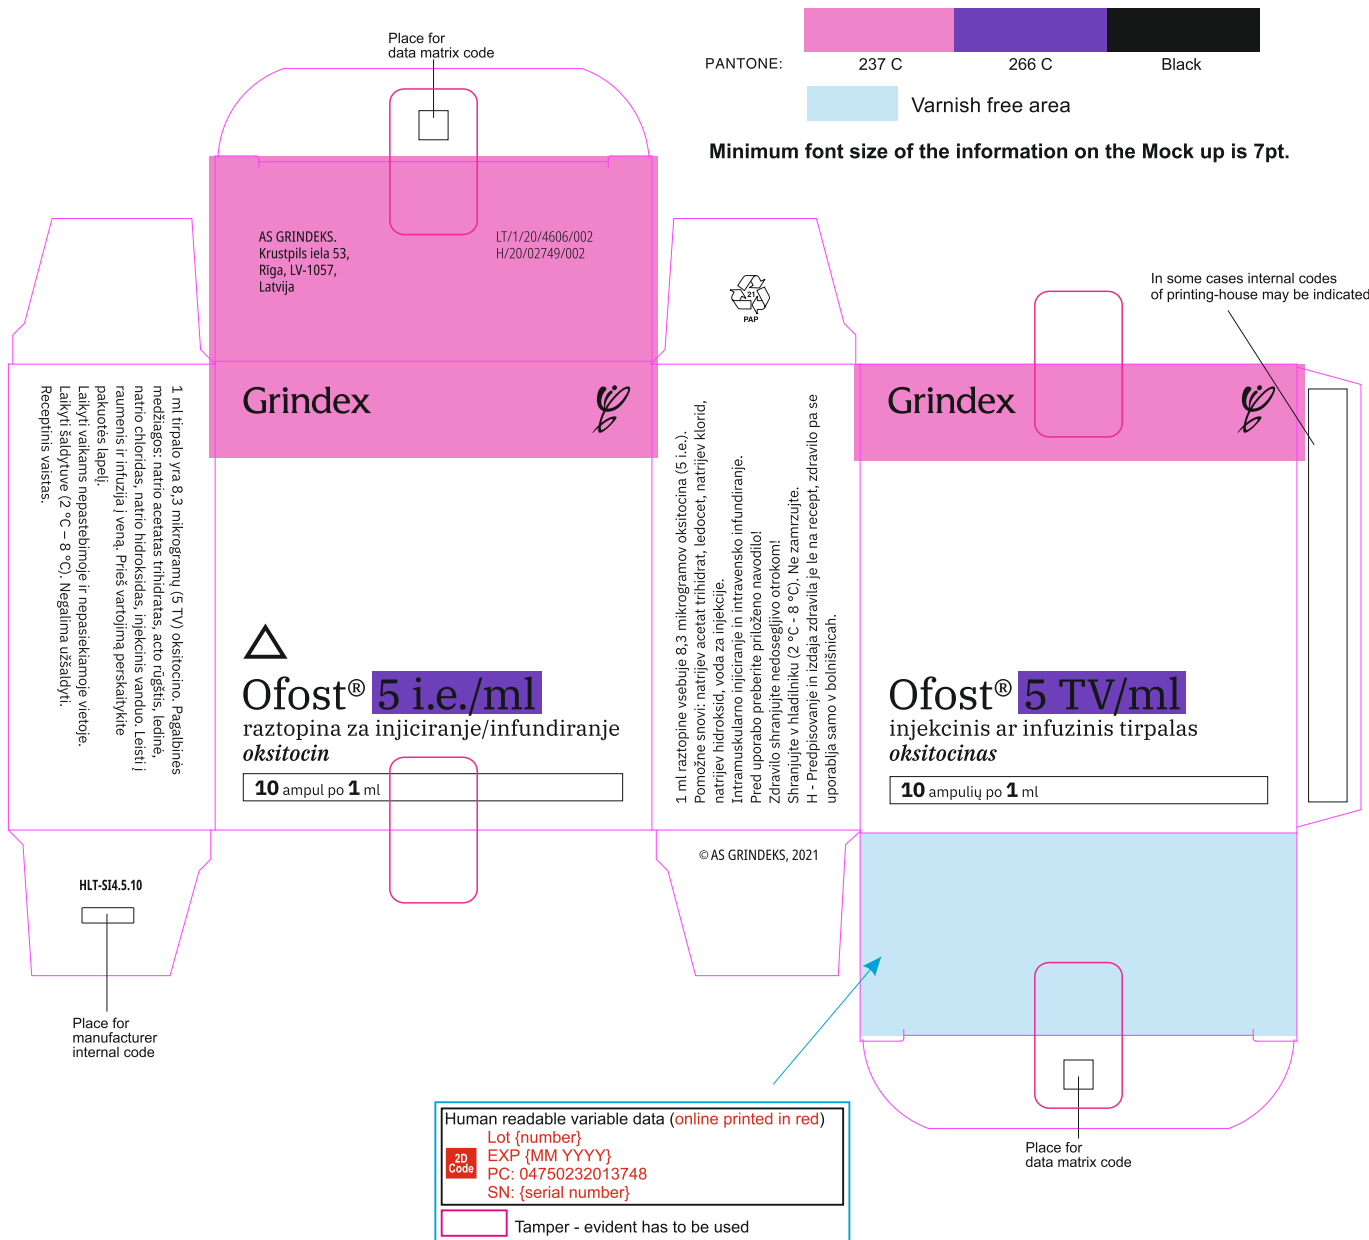 Place for
data matrix code
PANTONE:
237 C
266 C
Black
Varnish free area
Minimum font size of the information on the Mock up is 7pt.
AS GRINDEKS.
Krustpils iela 53,
Rīga, LV-1057,
Latvija
LT/1/20/4606/002
H/20/02749/002
21
PAP
In some cases internal codes
of printing-house may be indicated
1 ml tirpalo yra 8,3 mikrogramų (5 TV) oksitocino. Pagalbinės
medžiagos: natrio acetatas trihidratas, acto rūgštis, ledinė,
natrio chloridas, natrio hidroksidas, injekcinis vanduo. Leisti į
raumenis ir infuzija į veną. Prieš vartojimą perskaitykite
pakuotės lapelį.
Laikyti vaikams nepastebimoje ir nepasiekiamoje vietoje.
Laikyti šaldytuve (2 °C – 8 °C). Negalima užšaldyti.
Receptinis vaistas.
Grindex
Ofost® 5 i.e./ml
raztopina za injiciranje/infundiranje
oksitocin
10 ampul po 1 ml
1 ml raztopine vsebuje 8,3 mikrogramov oksitocina (5 i.e.).
Pomožne snovi: natrijev acetat trihidrat, ledocet, natrijev klorid,
natrijev hidroksid, voda za injekcije.
Intramuskularno injiciranje in intravensko infundiranje.
Pred uporabo preberite priloženo navodilo!
Zdravilo shranjujte nedosegljivo otrokom!
Shranjujte v hladilniku (2 °C - 8 °C). Ne zamrzujte.
H - Predpisovanje in izdaja zdravila je le na recept, zdravilo pa se
uporablja samo v bolnišnicah.
Grindex
Ofost® 5 TV/ml
injekcinis ar infuzinis tirpalas
oksitocinas
10 ampulių po 1 ml
© AS GRINDEKS, 2021
HLT-SI4.5.10
Place for
manufacturer
internal code
Human readable variable data (online printed in red)
2D
Code
Lot {number}
EXP {MM YYYY}
PC: 04750232013748
SN: {serial number}
Tamper - evident has to be used
Place for
data matrix code